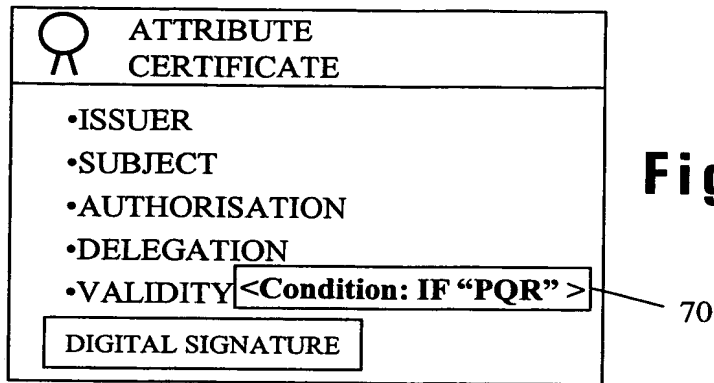 ATTRIBUTE
CERTIFICATE
•ISSUER
•SUBJECT
•AUTHORISATION
•DELEGATION
•VALIDITY <Condition: IF “PQR” >
70
DIGITAL SIGNATURE